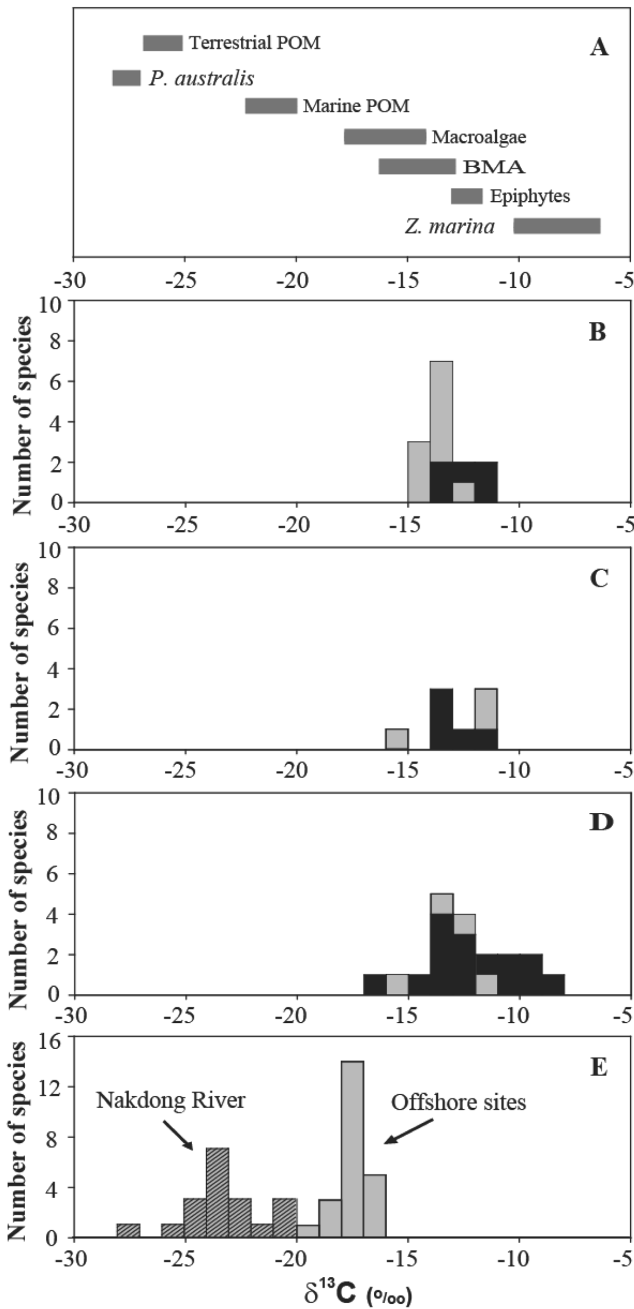 A
Terrestrial POM
P. australis
Marine POM
Macroalgae
BMA
Epiphytes
Z. marina
-30 -25 -20 -15 -10 -5
Number of species
10
8
6
4
2
0
B
-30 -25 -20 -15 -10 -5
Number of species
10
8
6
4
2
0
C
-30 -25 -20 -15 -10 -5
Number of species
10
8
6
4
2
0
D
-30 -25 -20 -15 -10 -5
Number of species
16
12
8
4
0
E
Nakdong River
Offshore sites
-30 -25 -20 -15 -10 -5
δ¹³C (o/oo)